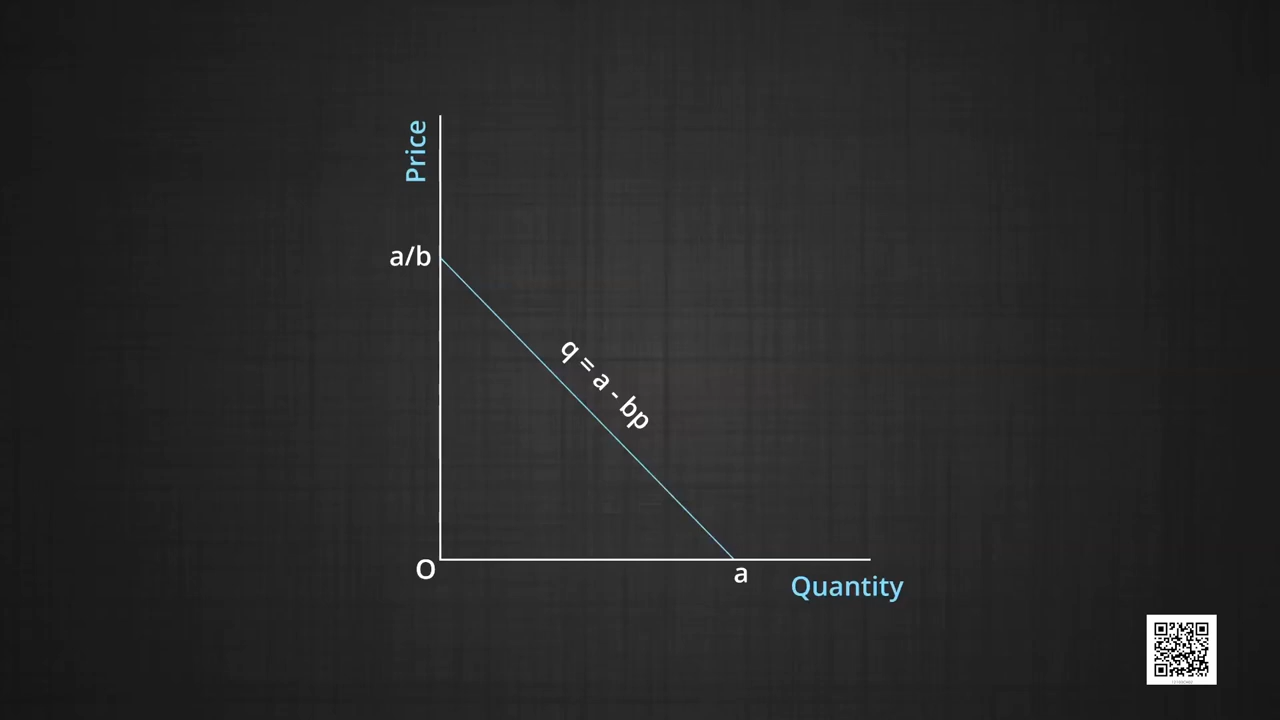 Price
a/b
q = a - bp
O
a
Quantity